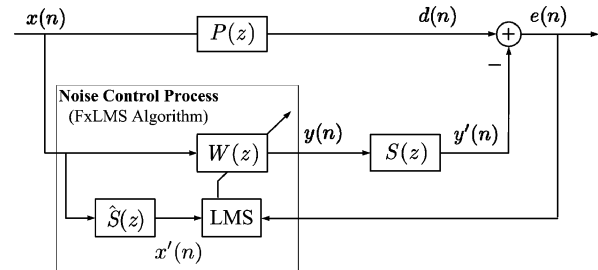 x(n)
P(z)
d(n)
+
e(n)
−
Noise Control Process
(FxLMS Algorithm)
W(z)
y(n)
S(z)
y′(n)
Ŝ(z)
LMS
x′(n)